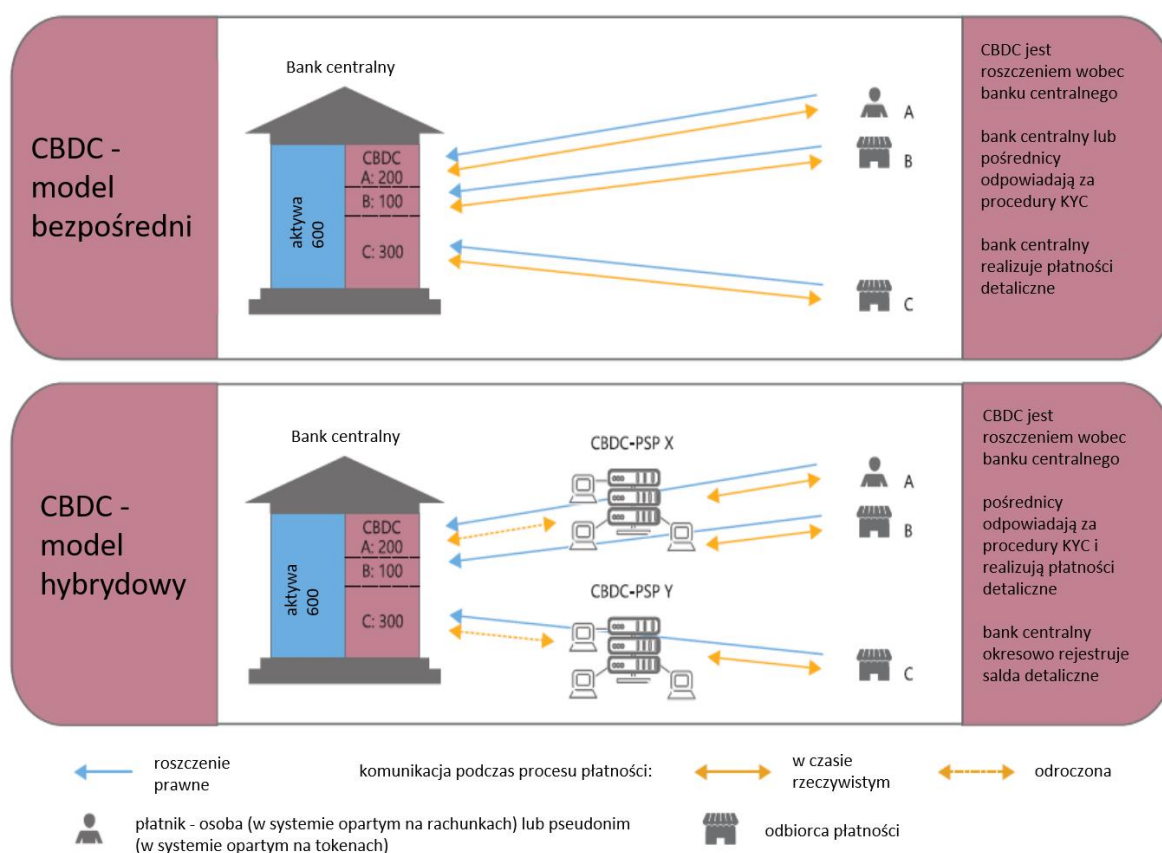 CBDC -
model
bezpośredni
Bank centralny
aktywa
600
CBDC
A: 200
B: 100
C: 300
A
B
C
CBDC jest
roszczeniem wobec
banku centralnego
bank centralny lub
pośrednicy
odpowiadają za
procedury KYC
bank centralny
realizuje płatności
detaliczne
CBDC -
model
hybrydowy
Bank centralny
aktywa
600
CBDC
A: 200
B: 100
C: 300
CBDC-PSP X
CBDC-PSP Y
A
B
C
CBDC jest
roszczeniem wobec
banku centralnego
pośrednicy
odpowiadają za
procedury KYC i
realizują płatności
detaliczne
bank centralny
okresowo rejestruje
salda detaliczne
roszczenie
prawne
komunikacja podczas procesu płatności:
w czasie
rzeczywistym
odroczona
płatnik - osoba (w systemie opartym na rachunkach) lub pseudonim
(w systemie opartym na tokenach)
odbiorca płatności